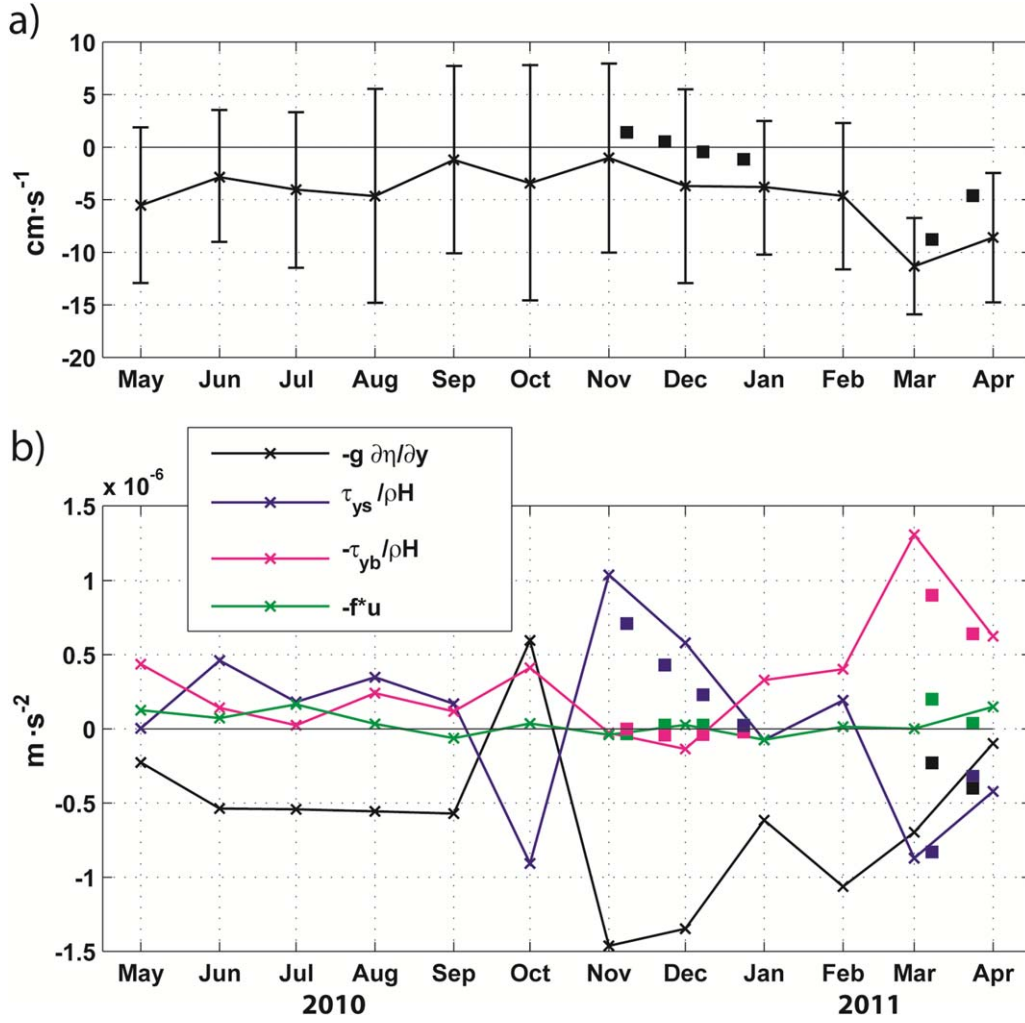 a)
10
5
0
-5
-10
-15
-20
cm·s⁻¹
May Jun Jul Aug Sep Oct Nov Dec Jan Feb Mar Apr
b)
-g ∂η/∂y
τys /ρH
-τyb/ρH
-f*u
x 10⁻⁶
1.5
1
0.5
0
-0.5
-1
-1.5
m·s⁻²
May Jun Jul Aug Sep Oct Nov Dec Jan Feb Mar Apr
2010 2011